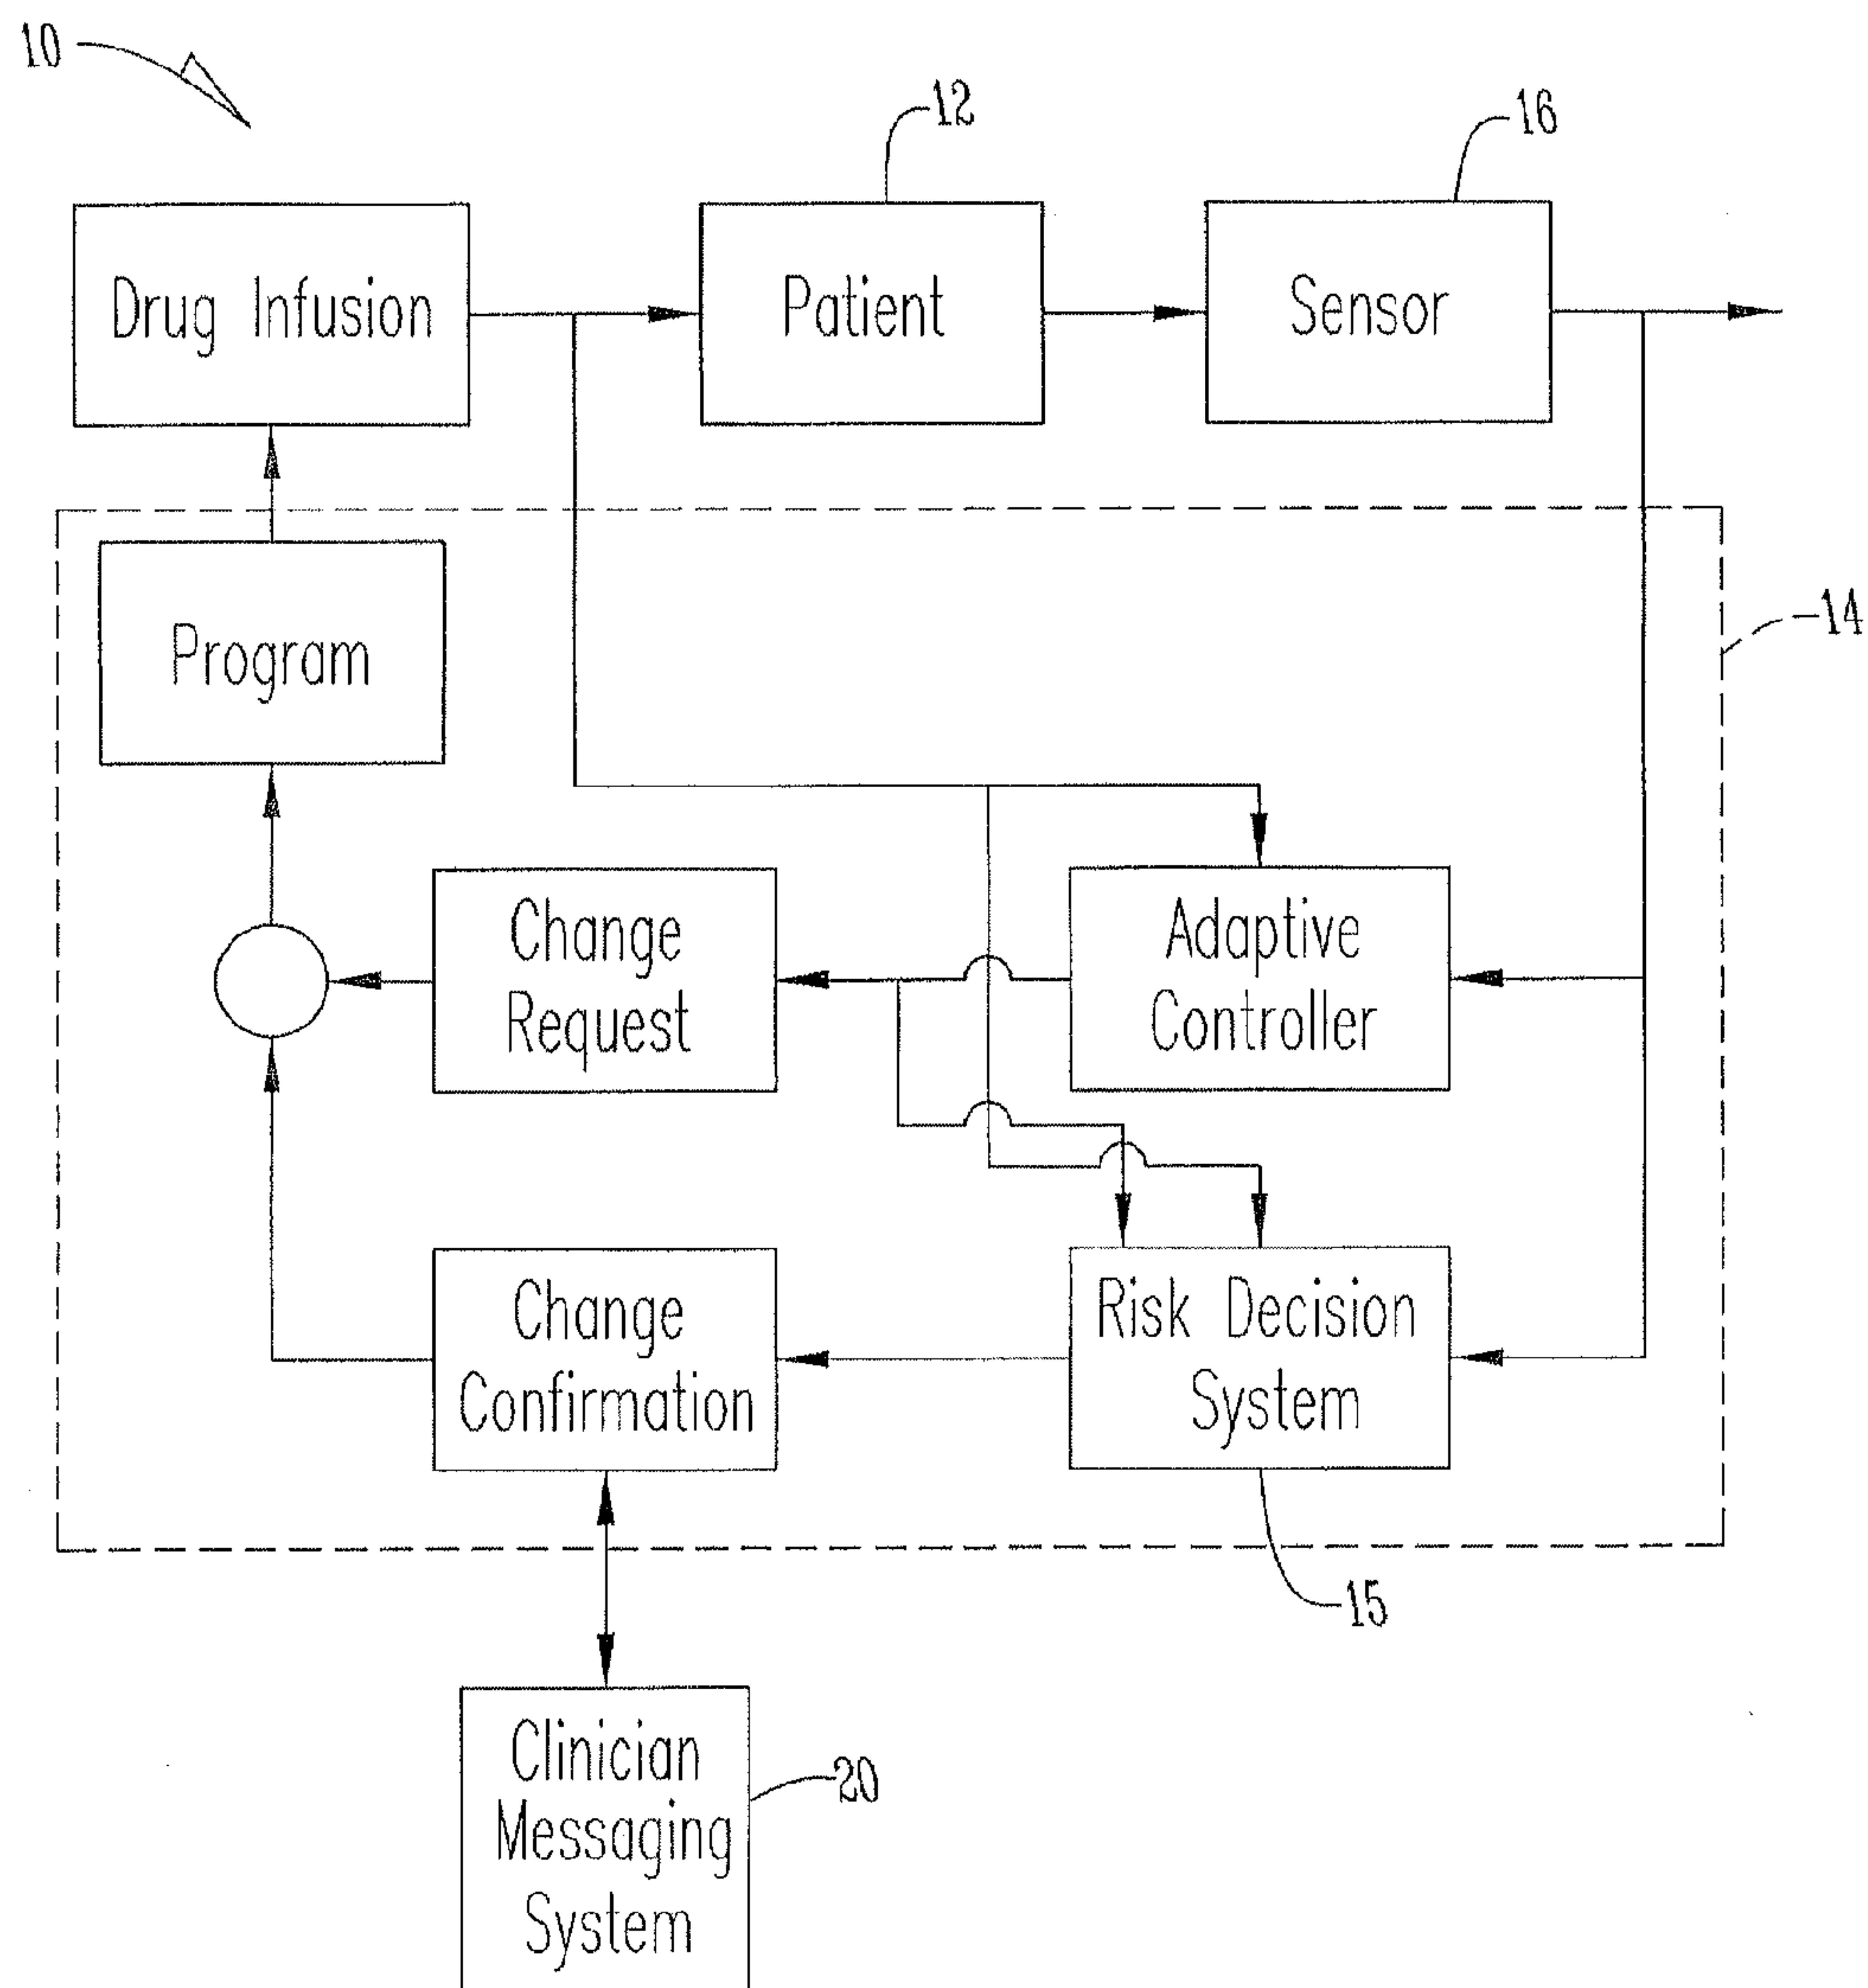 10
12
16
Drug Infusion
Patient
Sensor
14
Program
Change
Request
Adaptive
Controller
Change
Confirmation
Risk Decision
System
15
Clinician
Messaging
System
20